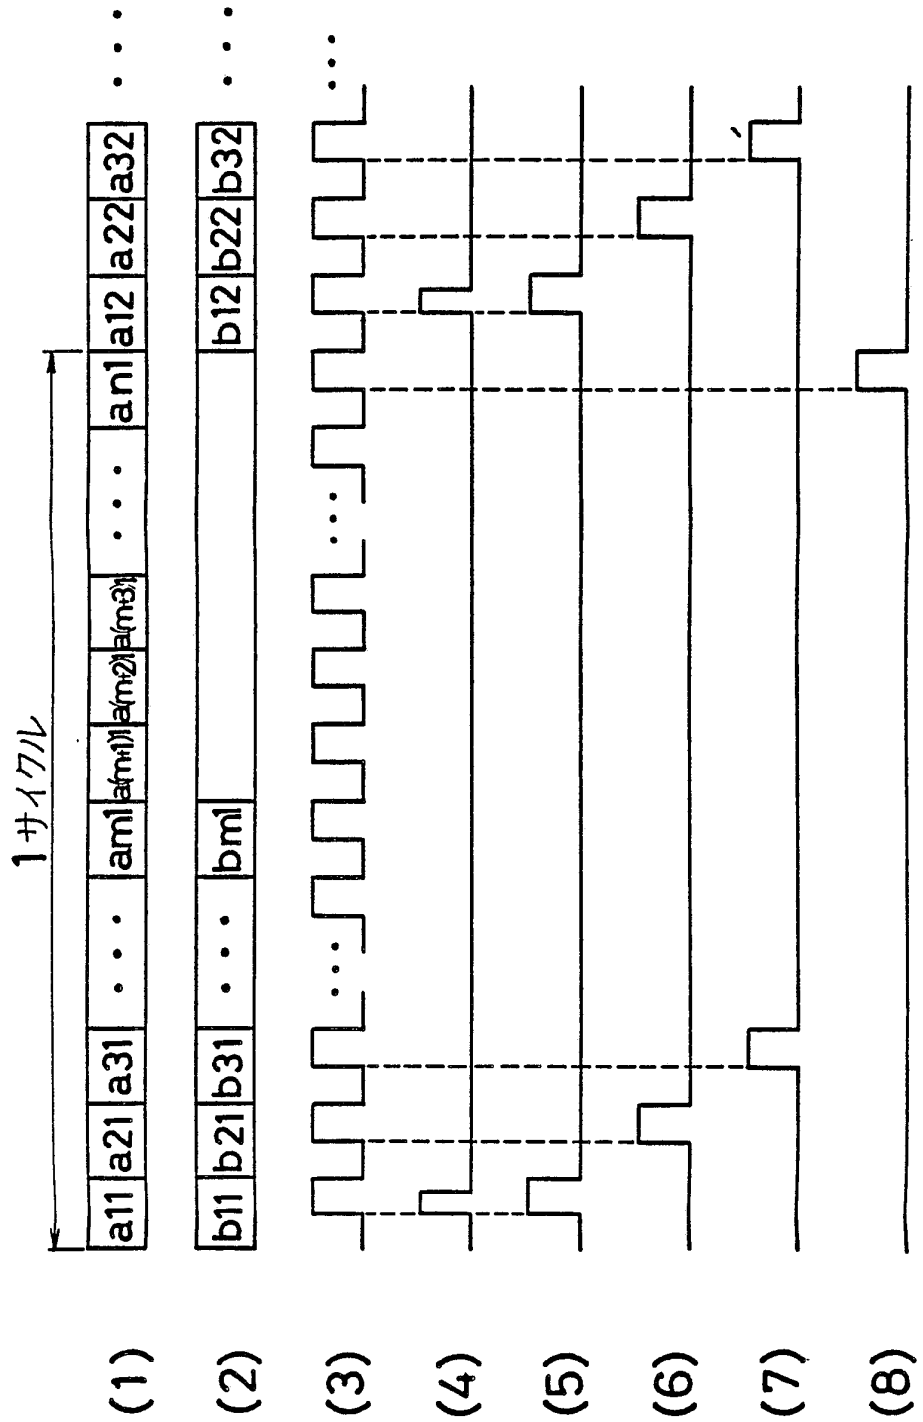 1サイクル
(1) a11 a21 a31 ・・・ am1 a(m+1)1 a(m+2)1 a(m+3)1 ・・・ an1 a12 a22 a32 ・・・
(2) b11 b21 b31 ・・・ bm1 b12 b22 b32 ・・・
(3) ・・・ ・・・ ・・・
(4)
(5)
(6)
(7)
(8)